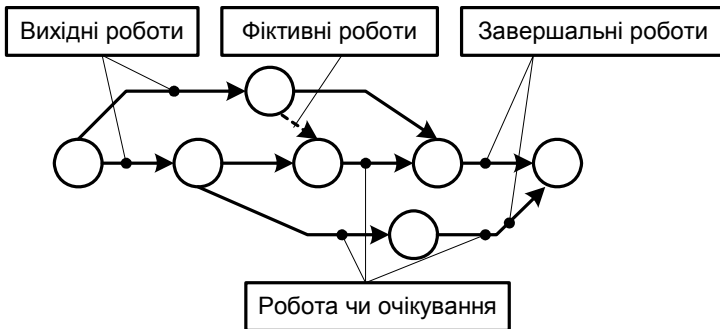 Вихідні роботи
Фіктивні роботи
Завершальні роботи
Робота чи очікування